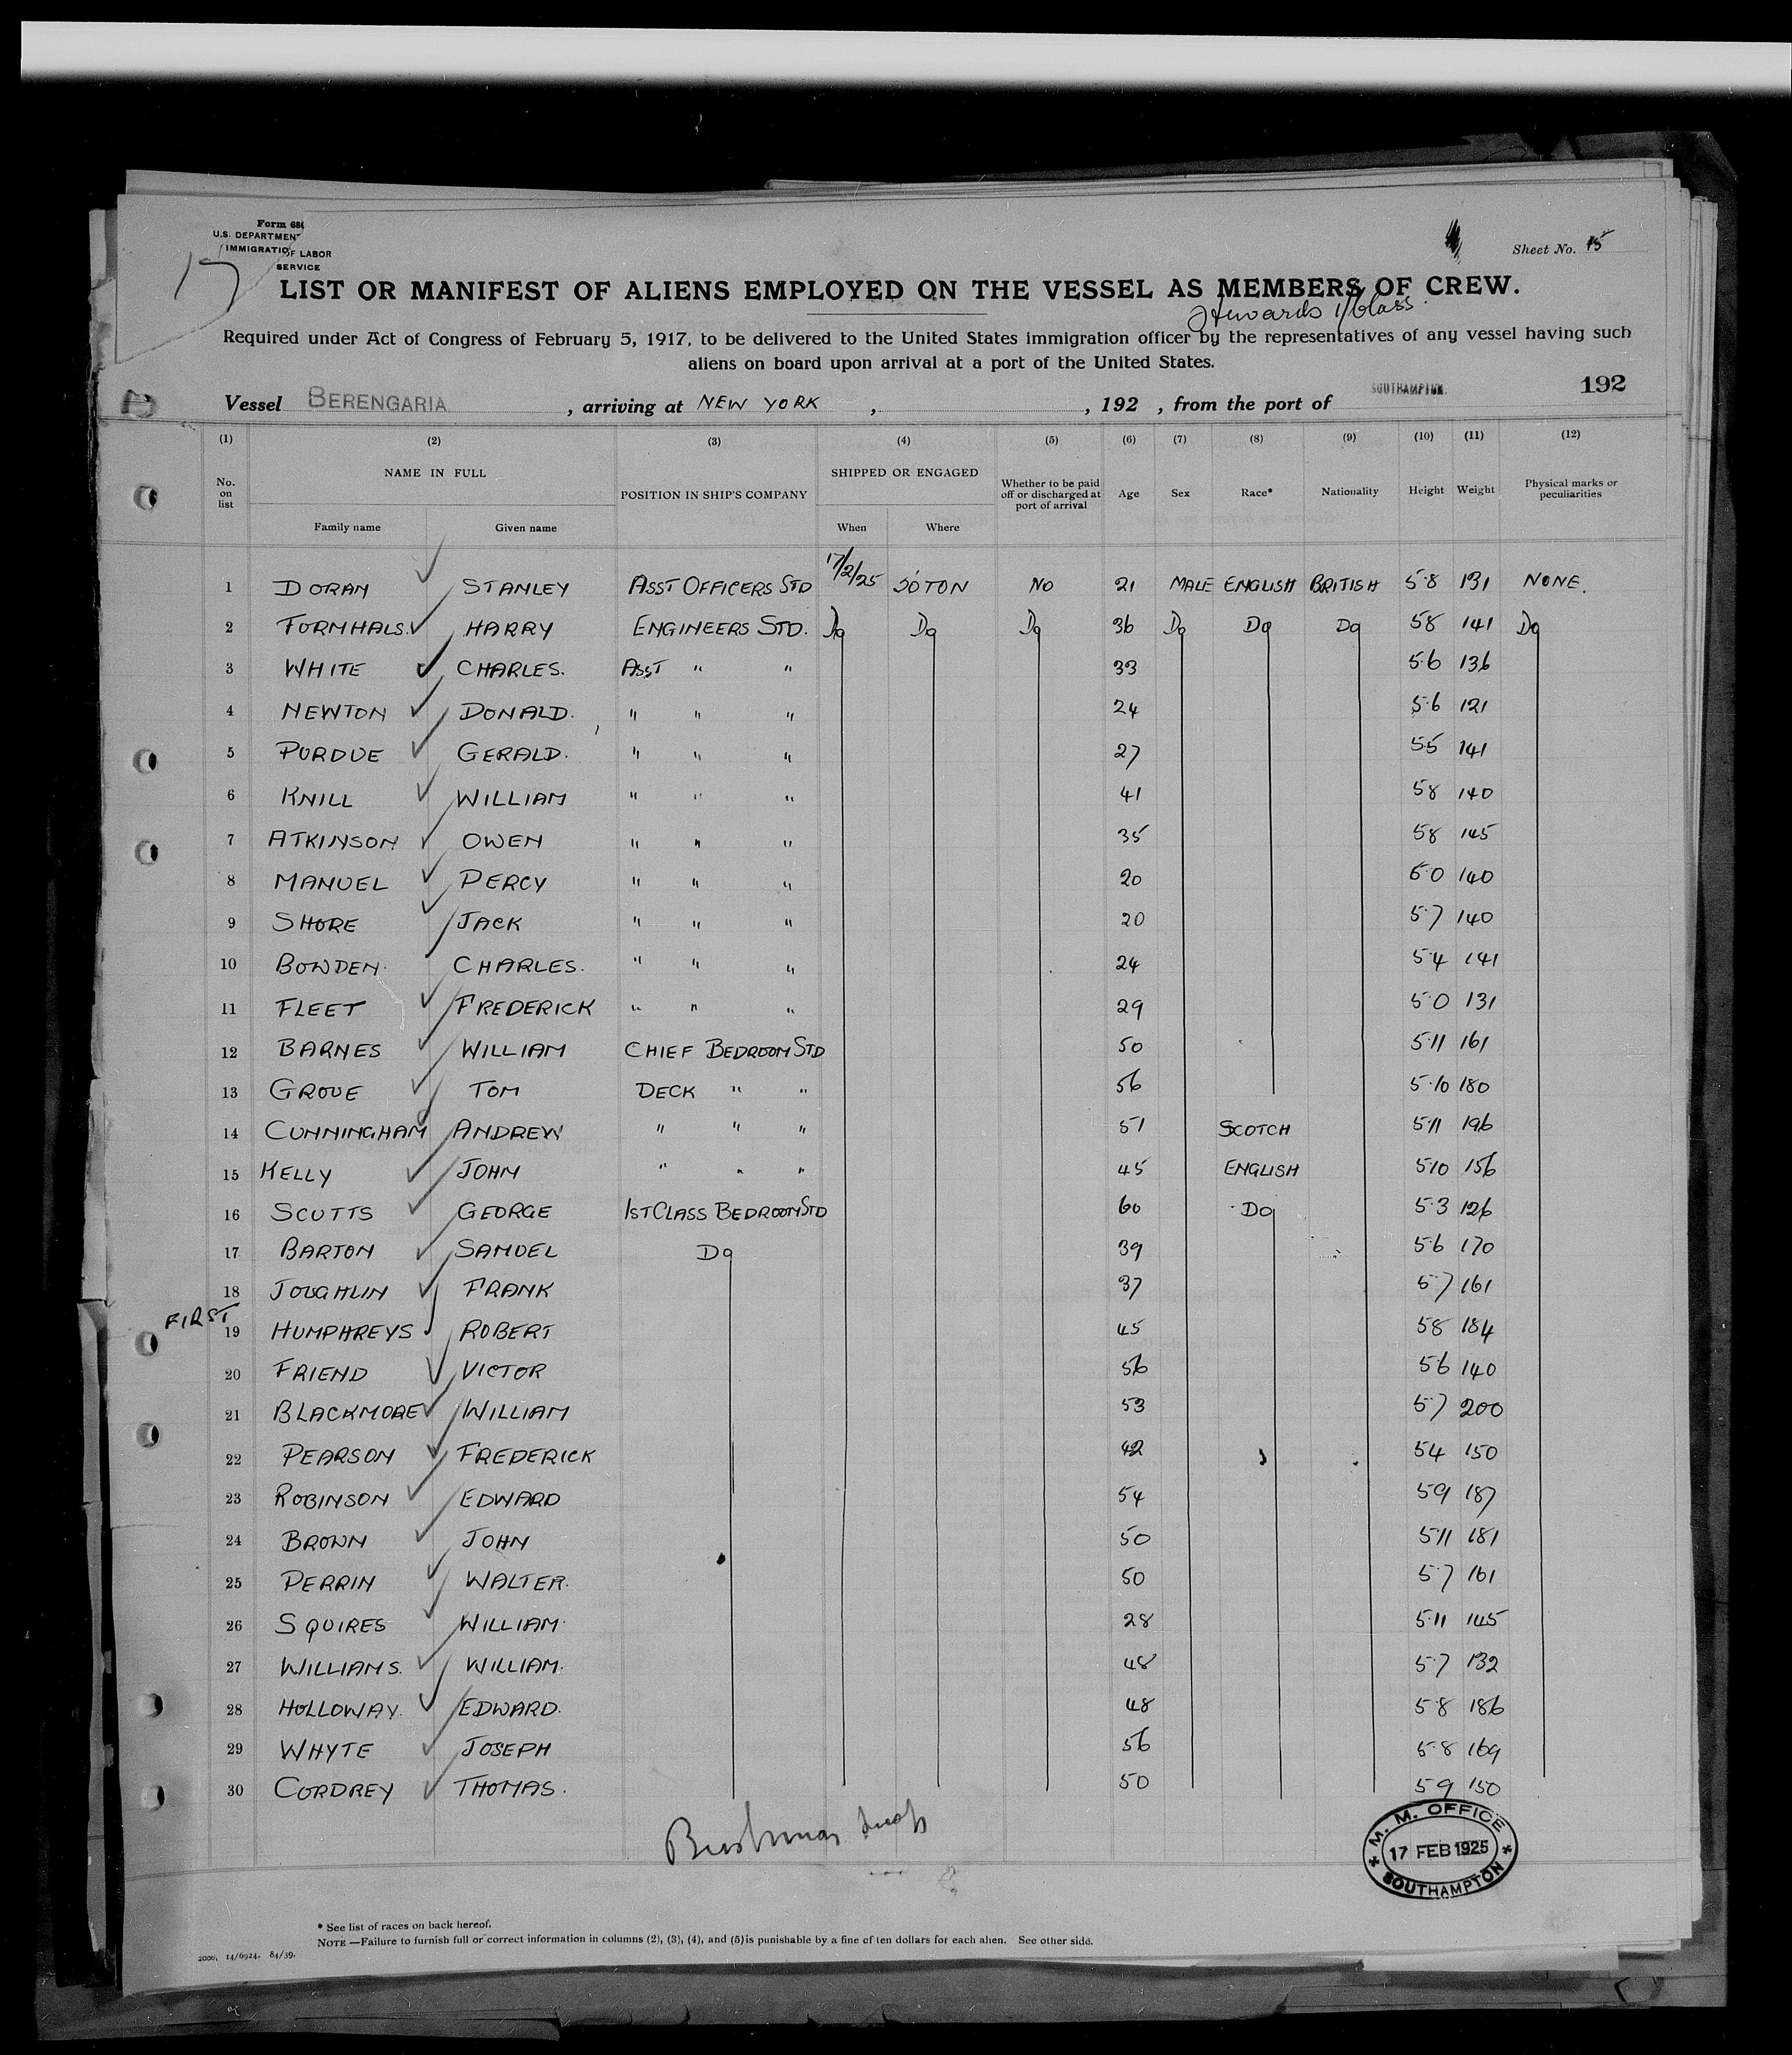 Form 684
U.S. DEPARTMENT OF LABOR
IMMIGRATION SERVICE
17
Sheet No. 15
LIST OR MANIFEST OF ALIENS EMPLOYED ON THE VESSEL AS MEMBERS OF CREW.
Stewards 1/Class
Required under Act of Congress of February 5, 1917, to be delivered to the United States immigration officer by the representatives of any vessel having such
aliens on board upon arrival at a port of the United States.
192
Vessel BERENGARIA, arriving at NEW YORK, , 192 , from the port of SOUTHAMPTON.
(1) (2) (3) (4) (5) (6) (7) (8) (9) (10) (11) (12)
No. on list NAME IN FULL POSITION IN SHIP'S COMPANY SHIPPED OR ENGAGED Whether to be paid off or discharged at port of arrival Age Sex Race* Nationality Height Weight Physical marks or peculiarities
Family name Given name When Where
1 DORAN STANLEY ASST OFFICERS STD 17/2/25 SOTON NO 21 MALE ENGLISH BRITISH 5·8 131 NONE.
2 FORMHALS. HARRY ENGINEERS STD. Do Do Do 36 Do Do Do 58 141 Do
3 WHITE CHARLES. ASST " " 33 5·6 136
4 NEWTON DONALD. " " " 24 5·6 121
5 PURDUE GERALD. " " " 27 55 141
6 KNILL WILLIAM " " " 41 58 140
7 ATKINSON OWEN " " " 35 58 145
8 MANUEL PERCY " " " 20 6·0 140
9 SHORE JACK " " " 20 5·7 140
10 BOWDEN. CHARLES. " " " 24 5·4 141
11 FLEET FREDERICK " " " 29 5·0 131
12 BARNES WILLIAM CHIEF BEDROOM STD 50 5·11 161
13 GROVE TOM DECK " " 56 5·10 180
14 CUNNINGHAM ANDREW " " " 51 SCOTCH 5·11 196
15 KELLY JOHN " " " 45 ENGLISH 5·10 156
16 SCUTTS GEORGE 1ST CLASS BEDROOM STD 60 Do 5·3 126
17 BARTON SAMUEL Do 39 5·6 170
18 JOUGHLIN FRANK 37 5·7 161
FIRST
19 HUMPHREYS ROBERT 45 58 184
20 FRIEND VICTOR 56 5·6 140
21 BLACKMORE WILLIAM 53 5·7 200
22 PEARSON FREDERICK 42 54 150
23 ROBINSON EDWARD 54 59 187
24 BROWN JOHN 50 5·11 181
25 PERRIN WALTER. 50 5·7 161
26 SQUIRES WILLIAM. 28 5·11 145
27 WILLIAMS. WILLIAM. 48 5·7 132
28 HOLLOWAY. EDWARD. 48 5·8 186
29 WHYTE JOSEPH 56 5·8 169
30 CORDREY THOMAS. 50 59 150
M. M. OFFICE
17 FEB 1925
SOUTHAMPTON
* See list of races on back hereof.
NOTE —Failure to furnish full or correct information in columns (2), (3), (4), and (5) is punishable by a fine of ten dollars for each alien. See other side.
2000, 14/6924. 84/39.